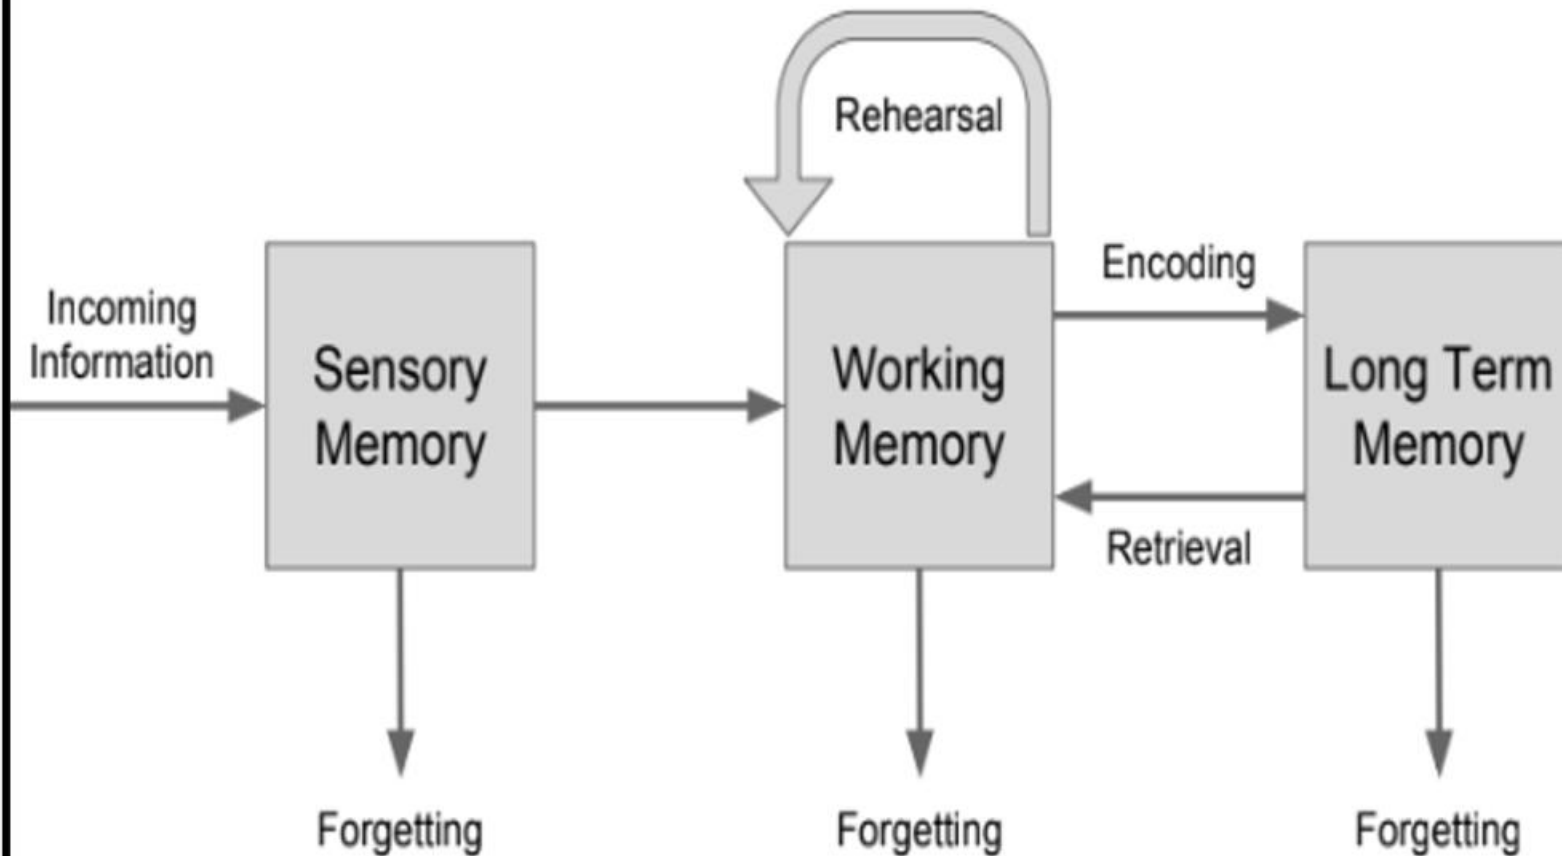 Rehearsal
Incoming
Information
Sensory
Memory
Working
Memory
Encoding
Retrieval
Long Term
Memory
Forgetting
Forgetting
Forgetting